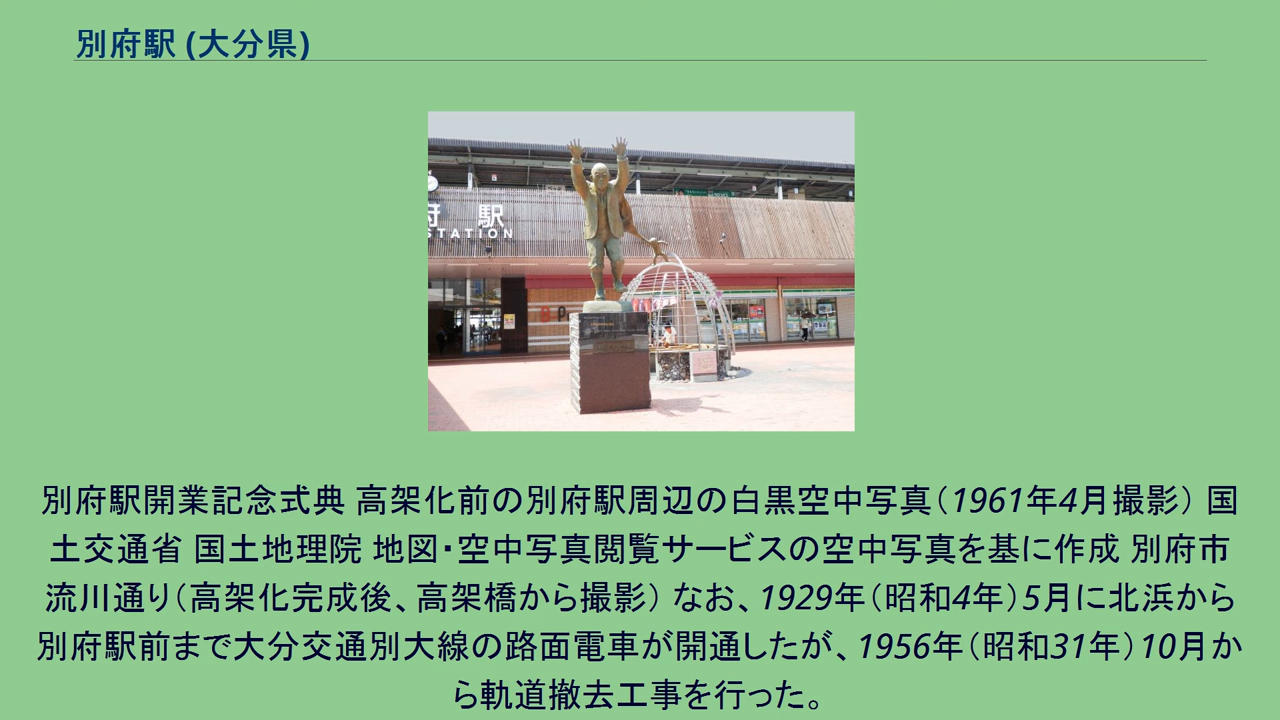 別府駅 (大分県)
府 駅
STATION
別府駅開業記念式典 高架化前の別府駅周辺の白黒空中写真（1961年4月撮影） 国
土交通省 国土地理院 地図・空中写真閲覧サービスの空中写真を基に作成 別府市
流川通り（高架化完成後、高架橋から撮影） なお、1929年（昭和4年）5月に北浜から
別府駅前まで大分交通別大線の路面電車が開通したが、1956年（昭和31年）10月か
ら軌道撤去工事を行った。